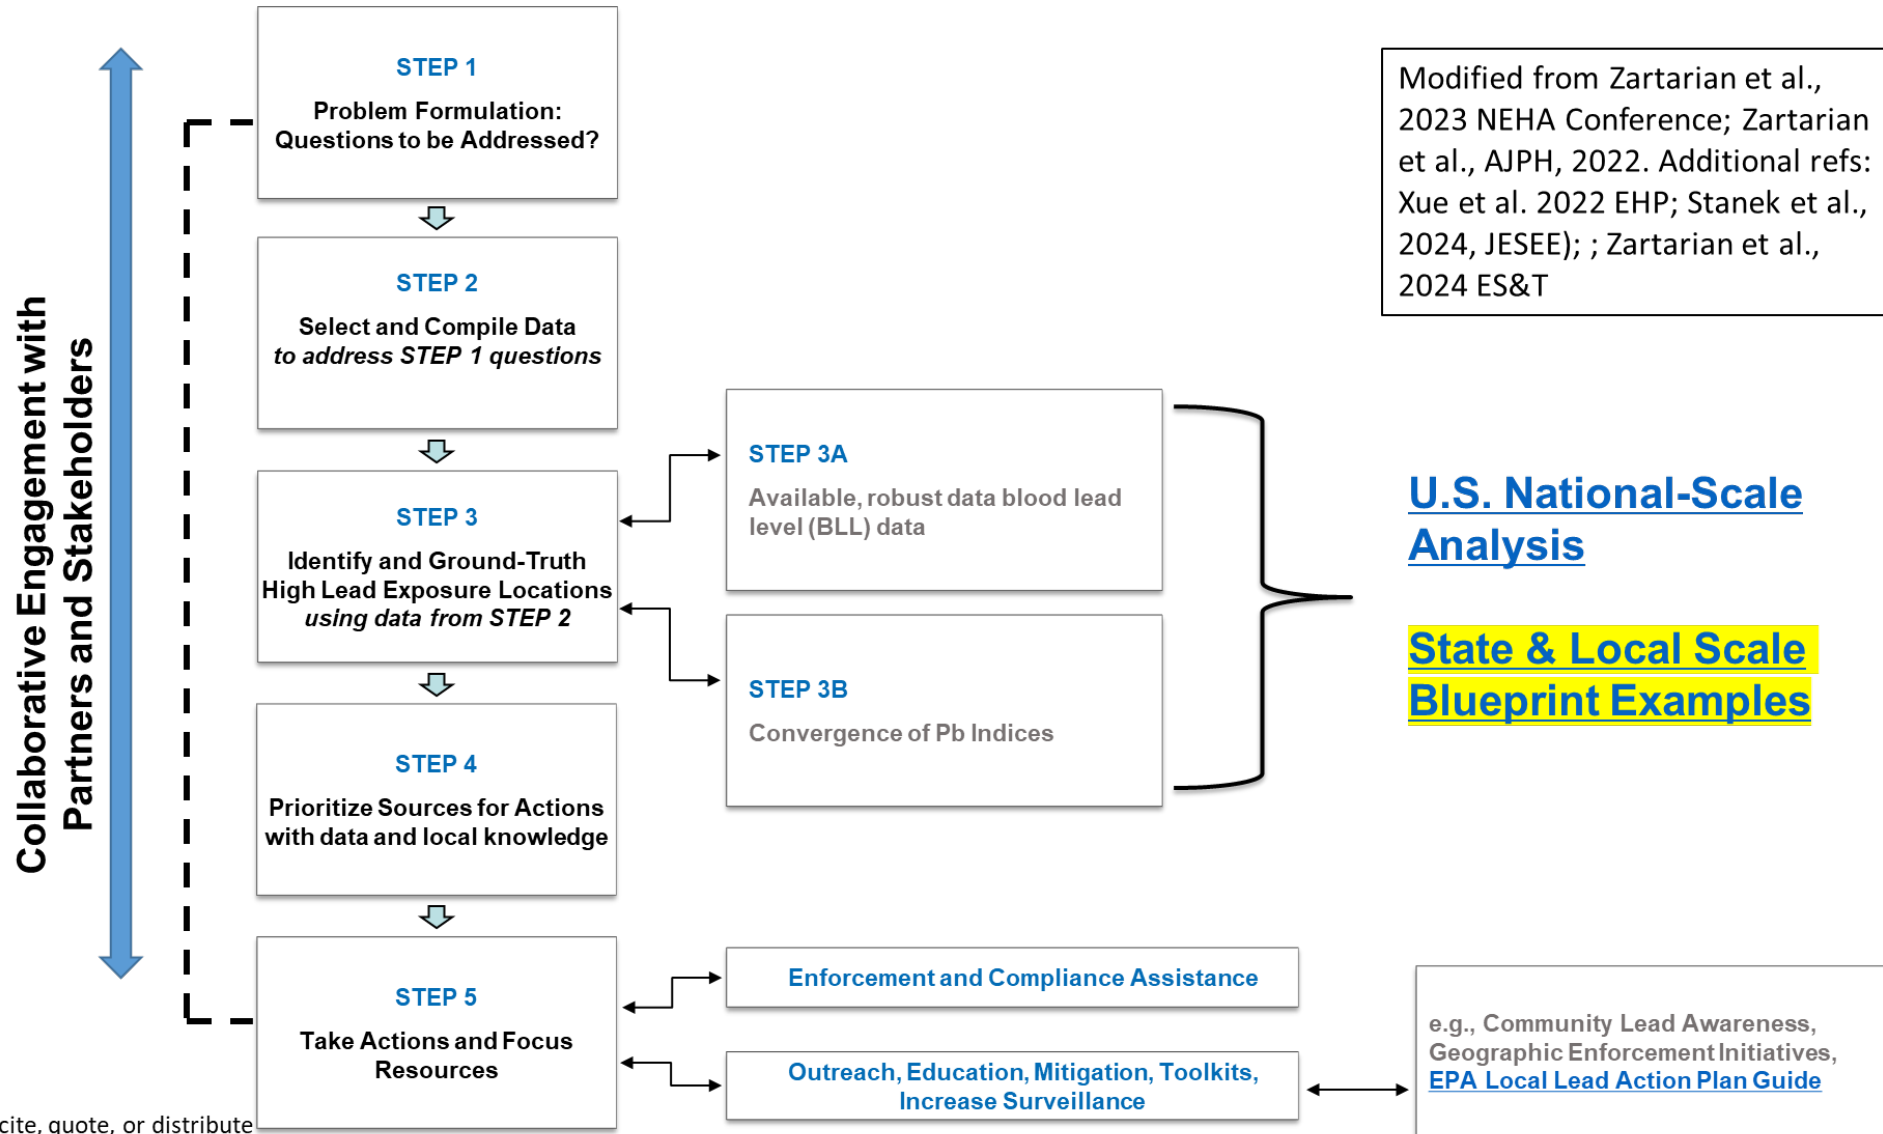 Collaborative Engagement with
Partners and Stakeholders
STEP 1
Problem Formulation:
Questions to be Addressed?
STEP 2
Select and Compile Data
to address STEP 1 questions
STEP 3
Identify and Ground-Truth
High Lead Exposure Locations
using data from STEP 2
STEP 3A
Available, robust data blood lead
level (BLL) data
STEP 3B
Convergence of Pb Indices
STEP 4
Prioritize Sources for Actions
with data and local knowledge
STEP 5
Take Actions and Focus
Resources
Enforcement and Compliance Assistance
Outreach, Education, Mitigation, Toolkits,
Increase Surveillance
e.g., Community Lead Awareness,
Geographic Enforcement Initiatives,
EPA Local Lead Action Plan Guide
Modified from Zartarian et al.,
2023 NEHA Conference; Zartarian
et al., AJPH, 2022. Additional refs:
Xue et al. 2022 EHP; Stanek et al.,
2024, JESEE); ; Zartarian et al.,
2024 ES&T
U.S. National-Scale
Analysis
State & Local Scale
Blueprint Examples
cite, quote, or distribute